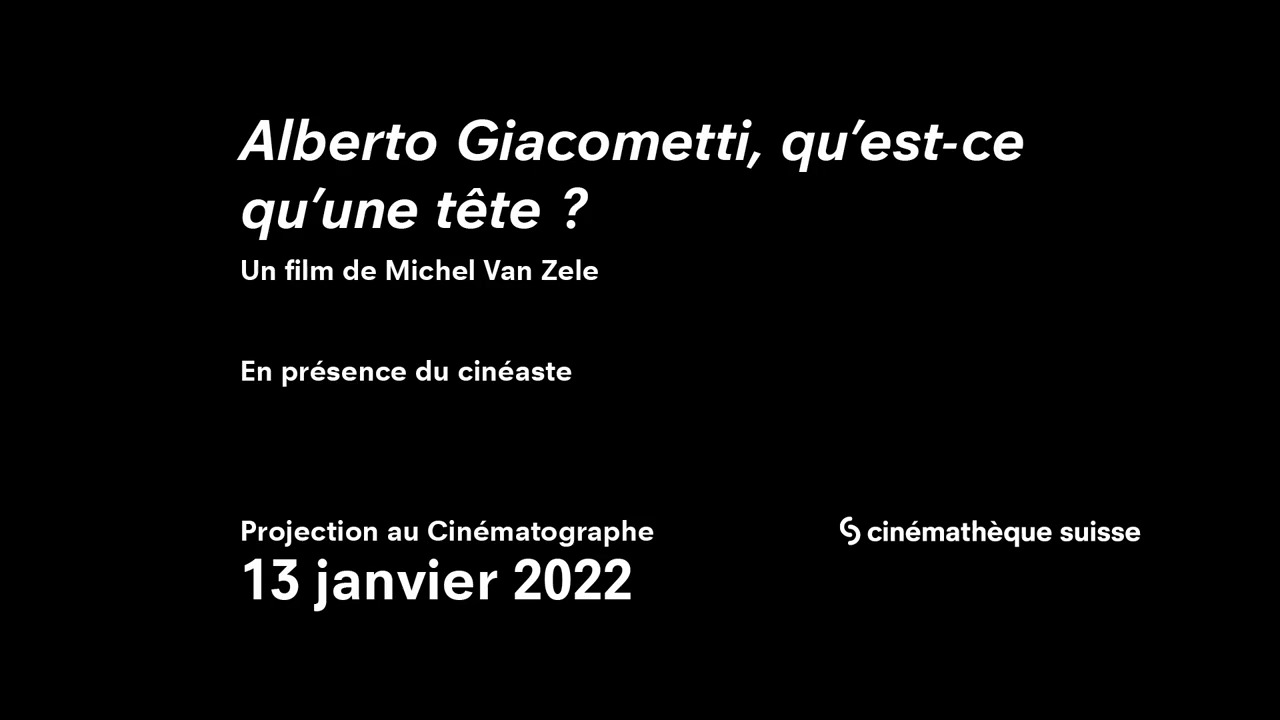 Alberto Giacometti, qu’est-ce
qu’une tête ?
Un film de Michel Van Zele
En présence du cinéaste
Projection au Cinématographe
13 janvier 2022
cinémathèque suisse